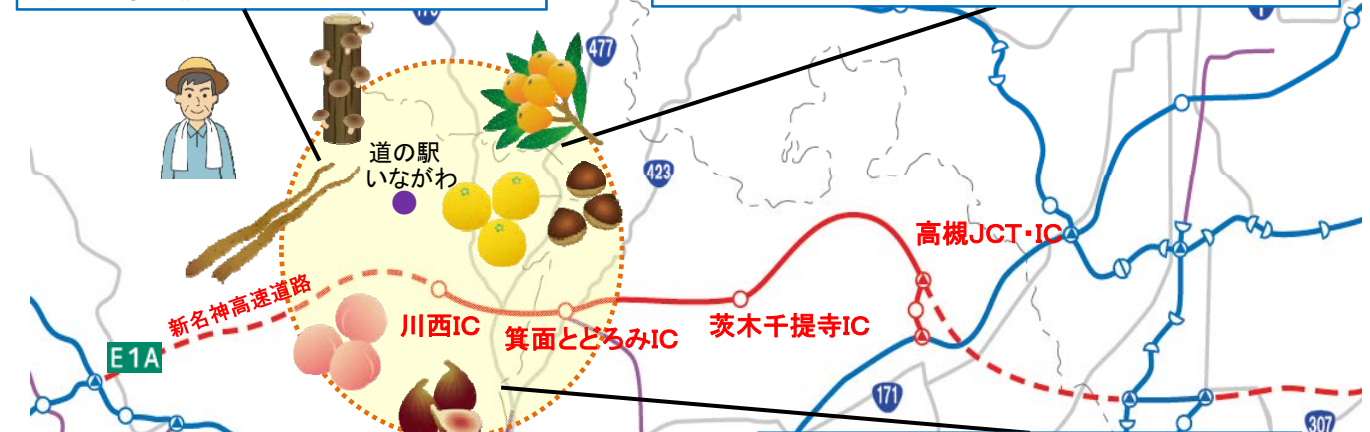 477
道の駅
いながわ
423
高槻JCT・IC
新名神高速道路
川西IC
箕面とどろみIC
茨木千提寺IC
E1A
171
307